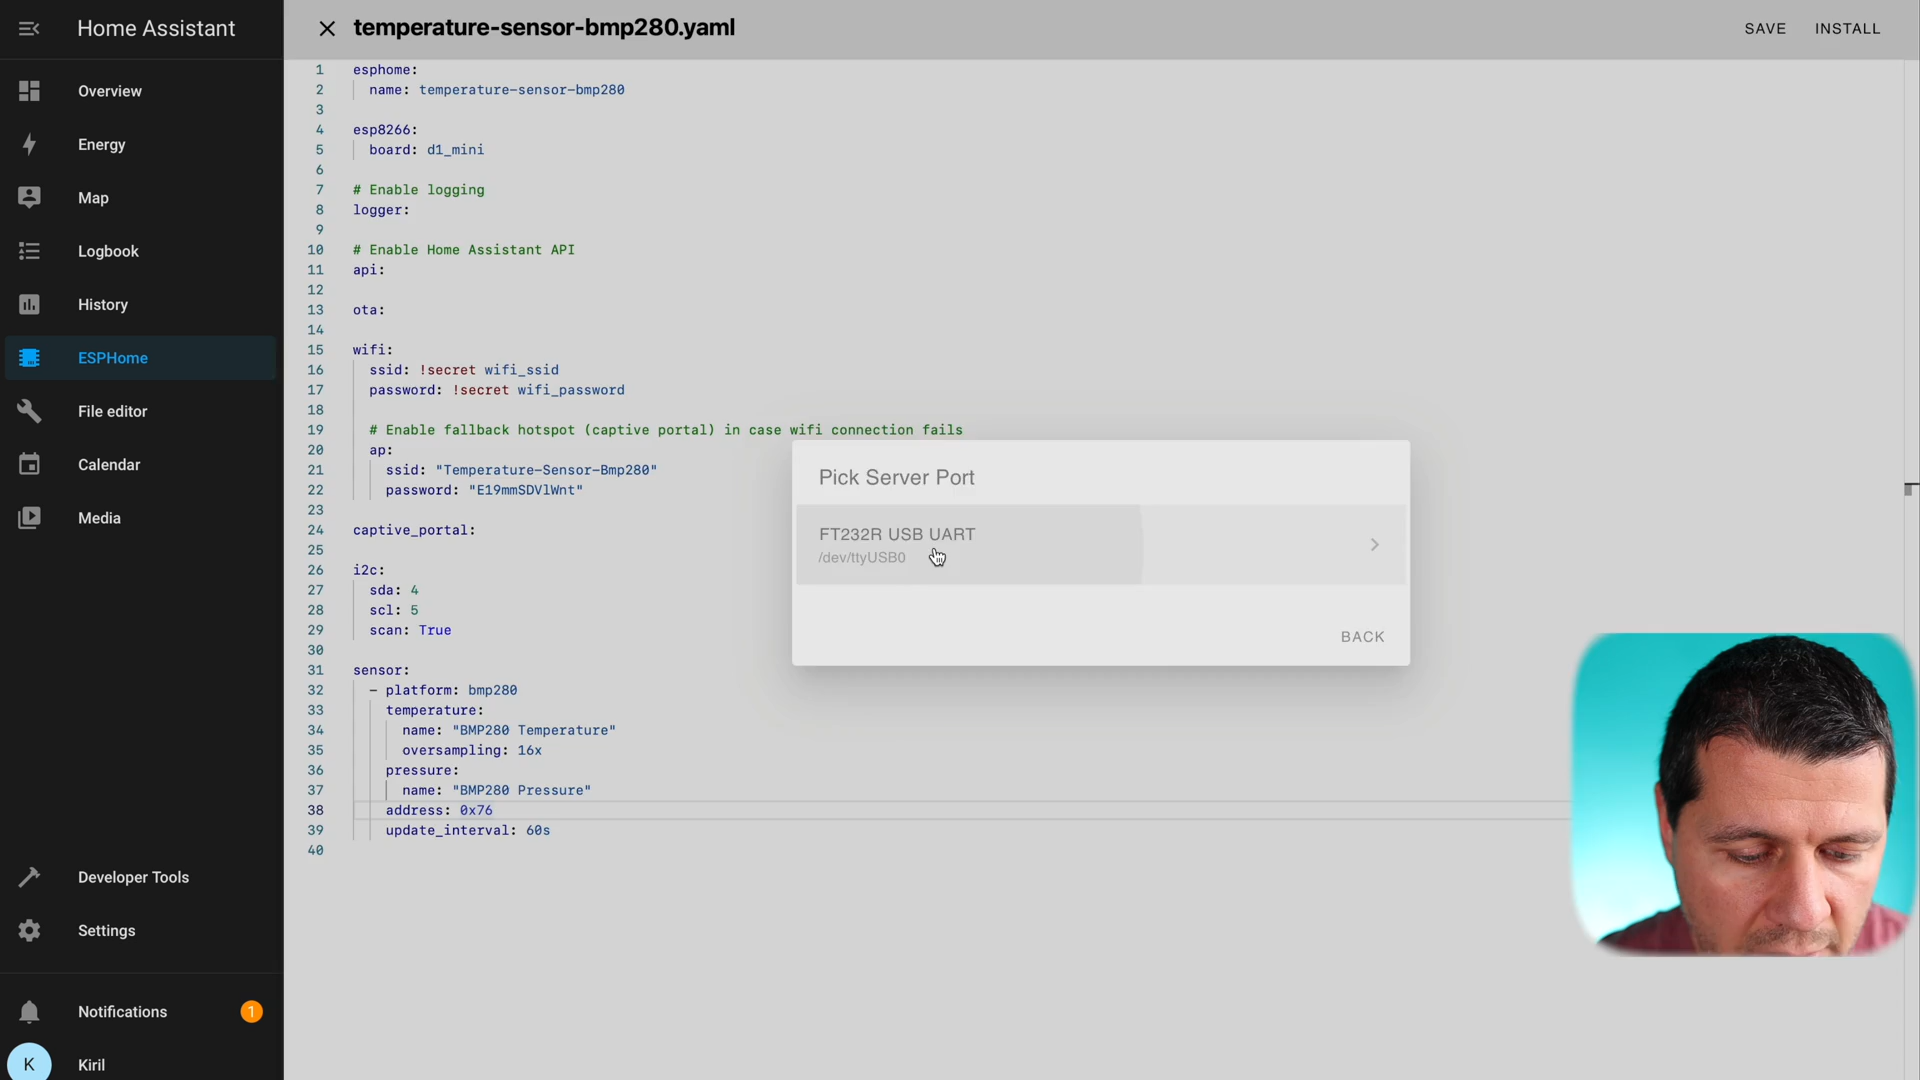 Home Assistant
Overview
Energy
Map
Logbook
History
ESPHome
File editor
Calendar
Media
Developer Tools
Settings
Notifications 1
K Kiril
temperature-sensor-bmp280.yaml
SAVE INSTALL
1 esphome:
2 name: temperature-sensor-bmp280
3
4 esp8266:
5 board: d1_mini
6
7 # Enable logging
8 logger:
9
10 # Enable Home Assistant API
11 api:
12
13 ota:
14
15 wifi:
16 ssid: !secret wifi_ssid
17 password: !secret wifi_password
18
19 # Enable fallback hotspot (captive portal) in case wifi connection fails
20 ap:
21 ssid: "Temperature-Sensor-Bmp280"
22 password: "E19mmSDVlWnt"
23
24 captive_portal:
25
26 i2c:
27 sda: 4
28 scl: 5
29 scan: True
30
31 sensor:
32 - platform: bmp280
33 temperature:
34 name: "BMP280 Temperature"
35 oversampling: 16x
36 pressure:
37 name: "BMP280 Pressure"
38 address: 0x76
39 update_interval: 60s
40
Pick Server Port
FT232R USB UART
/dev/ttyUSB0
BACK